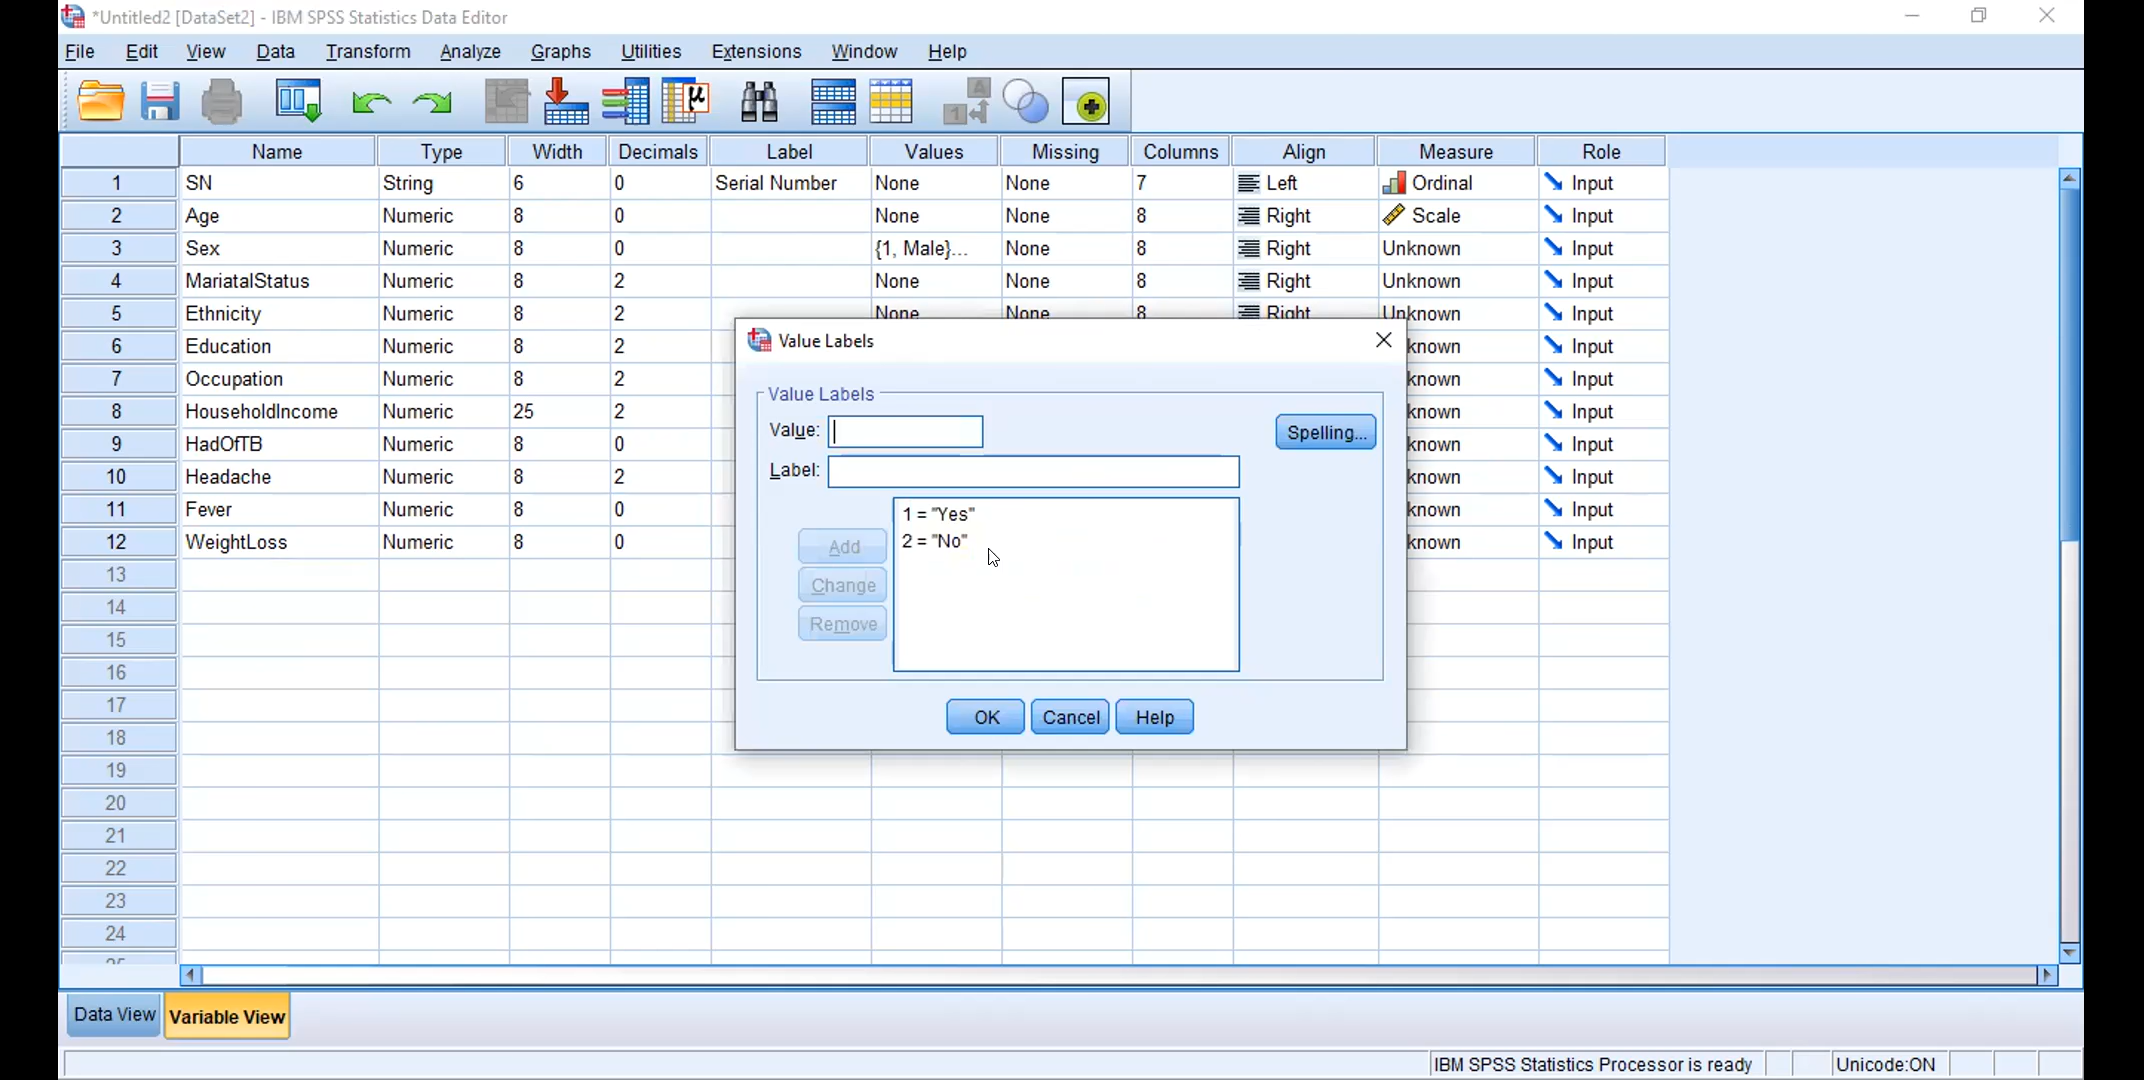 *Untitled2 [DataSet2] - IBM SPSS Statistics Data Editor
File Edit View Data Transform Analyze Graphs Utilities Extensions Window Help
Name Type Width Decimals Label Values Missing Columns Align Measure Role
1 SN String 6 0 Serial Number None None 7 Left Ordinal Input
2 Age Numeric 8 0 None None 8 Right Scale Input
3 Sex Numeric 8 0 {1, Male}... None 8 Right Unknown Input
4 MariatalStatus Numeric 8 2 None None 8 Right Unknown Input
5 Ethnicity Numeric 8 2 None None 8 Right Unknown Input
6 Education Numeric 8 2 known Input
7 Occupation Numeric 8 2 known Input
8 HouseholdIncome Numeric 25 2 known Input
9 HadOfTB Numeric 8 0 known Input
10 Headache Numeric 8 2 known Input
11 Fever Numeric 8 0 known Input
12 WeightLoss Numeric 8 0 known Input
13
14
15
16
17
18
19
20
21
22
23
24
Value Labels
Value Labels
Value:
Spelling...
Label:
1 = "Yes"
2 = "No"
Add
Change
Remove
OK Cancel Help
Data View Variable View
IBM SPSS Statistics Processor is ready Unicode:ON